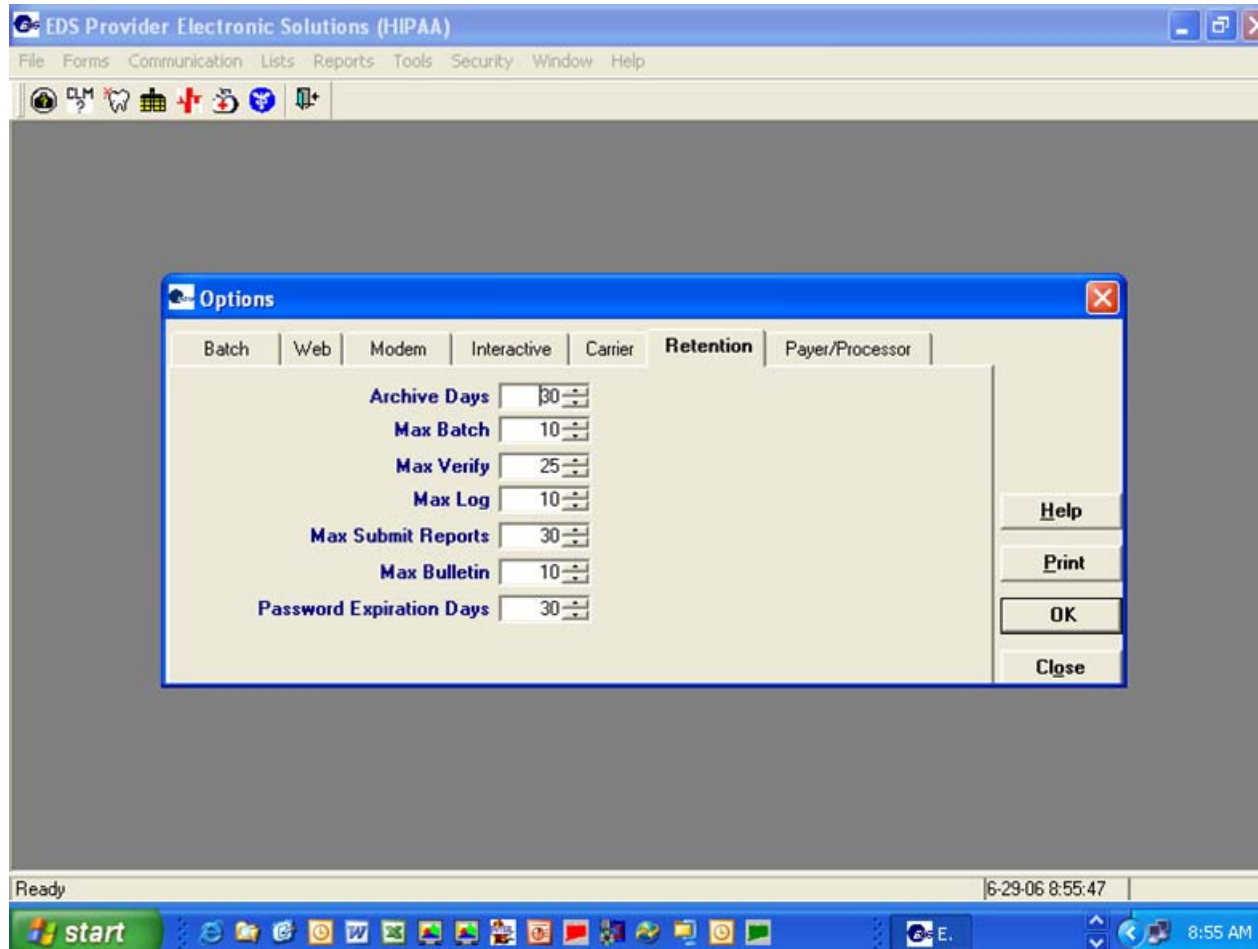 EDS Provider Electronic Solutions (HIPAA)
File Forms Communication Lists Reports Tools Security Window Help
CLM ?
Options
Batch Web Modem Interactive Carrier Retention Payer/Processor
Archive Days 30
Max Batch 10
Max Verify 25
Max Log 10
Max Submit Reports 30
Max Bulletin 10
Password Expiration Days 30
Help
Print
OK
Close
Ready 6-29-06 8:55:47
start E. 8:55 AM